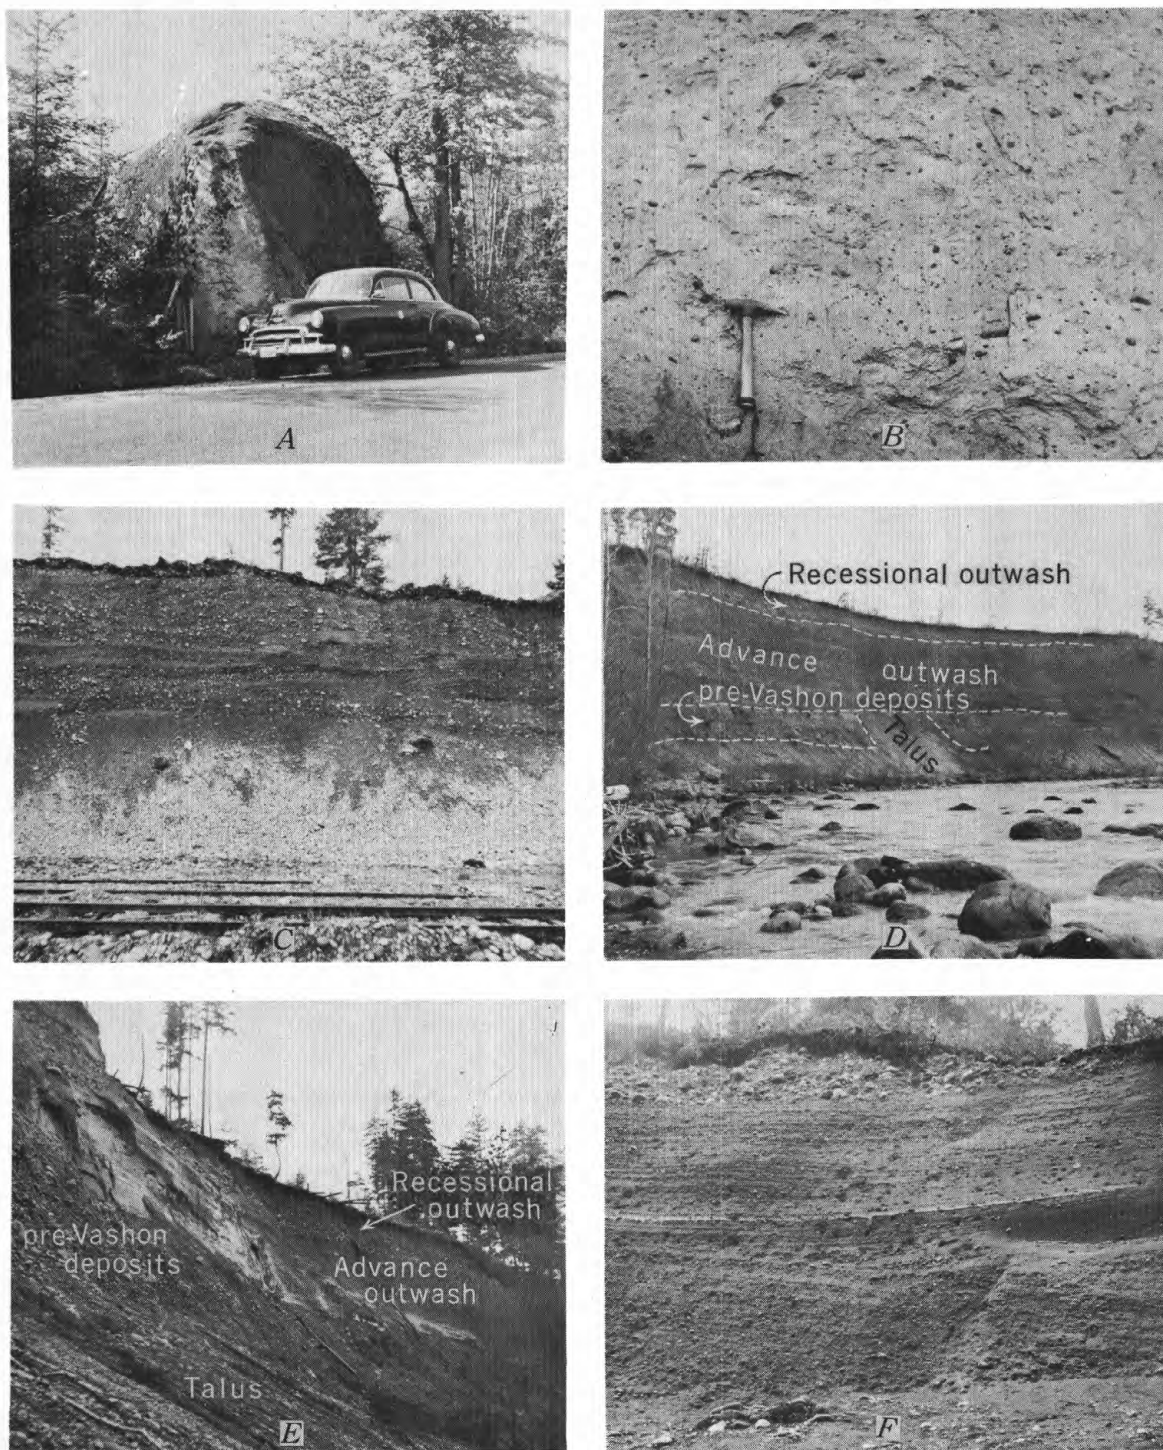 A
B
C
Recessional outwash
Advance outwash
pre-Vashon deposits
Talus
D
Recessional
outwash
pre-Vashon
deposits
Advance
outwash
Talus
E
F